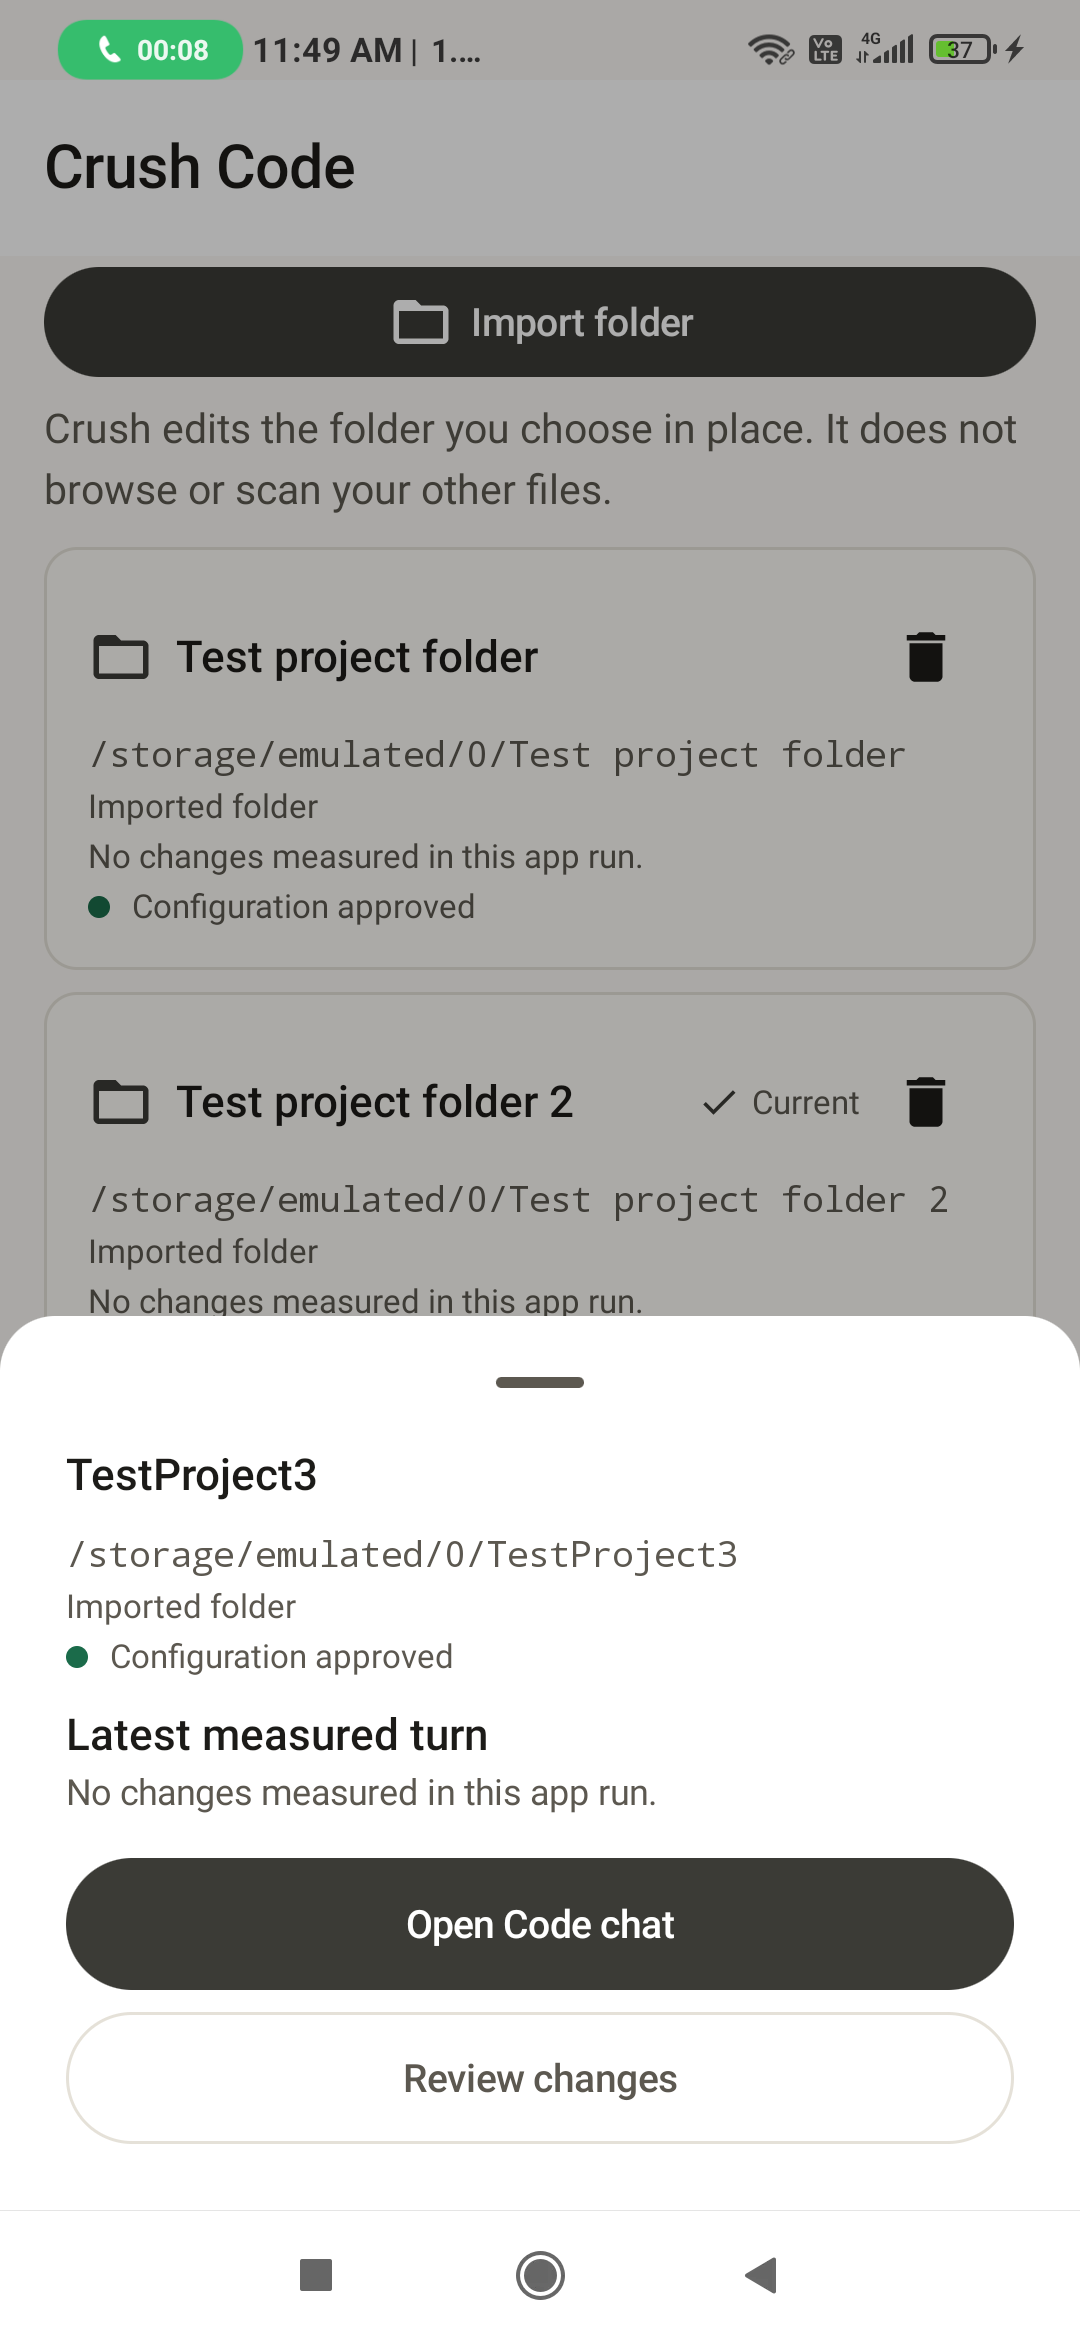 00:08 11:49 AM | 1.... Vo LTE 4G 37
Crush Code
Import folder
Crush edits the folder you choose in place. It does not
browse or scan your other files.
Test project folder
/storage/emulated/0/Test project folder
Imported folder
No changes measured in this app run.
Configuration approved
Test project folder 2 Current
/storage/emulated/0/Test project folder 2
Imported folder
No changes measured in this app run.
TestProject3
/storage/emulated/0/TestProject3
Imported folder
Configuration approved
Latest measured turn
No changes measured in this app run.
Open Code chat
Review changes